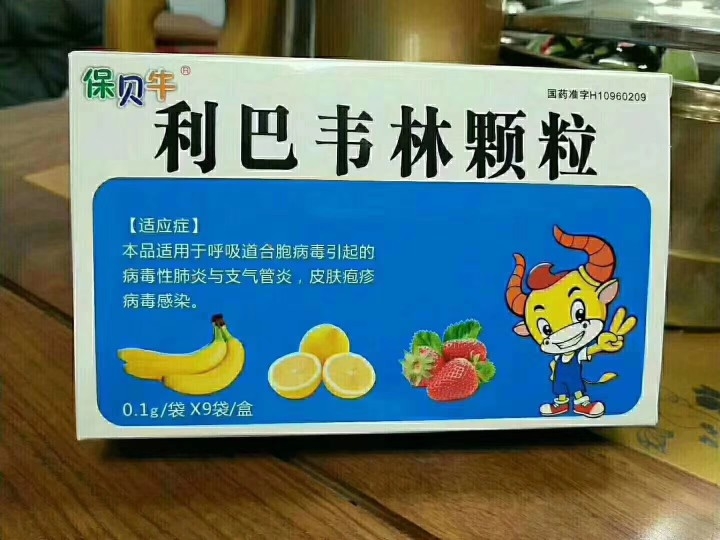 保贝牛®
国药准字H10960209
利巴韦林颗粒
【适应症】
本品适用于呼吸道合胞病毒引起的
病毒性肺炎与支气管炎，皮肤疱疹
病毒感染。
0.1g/袋 X9袋/盒